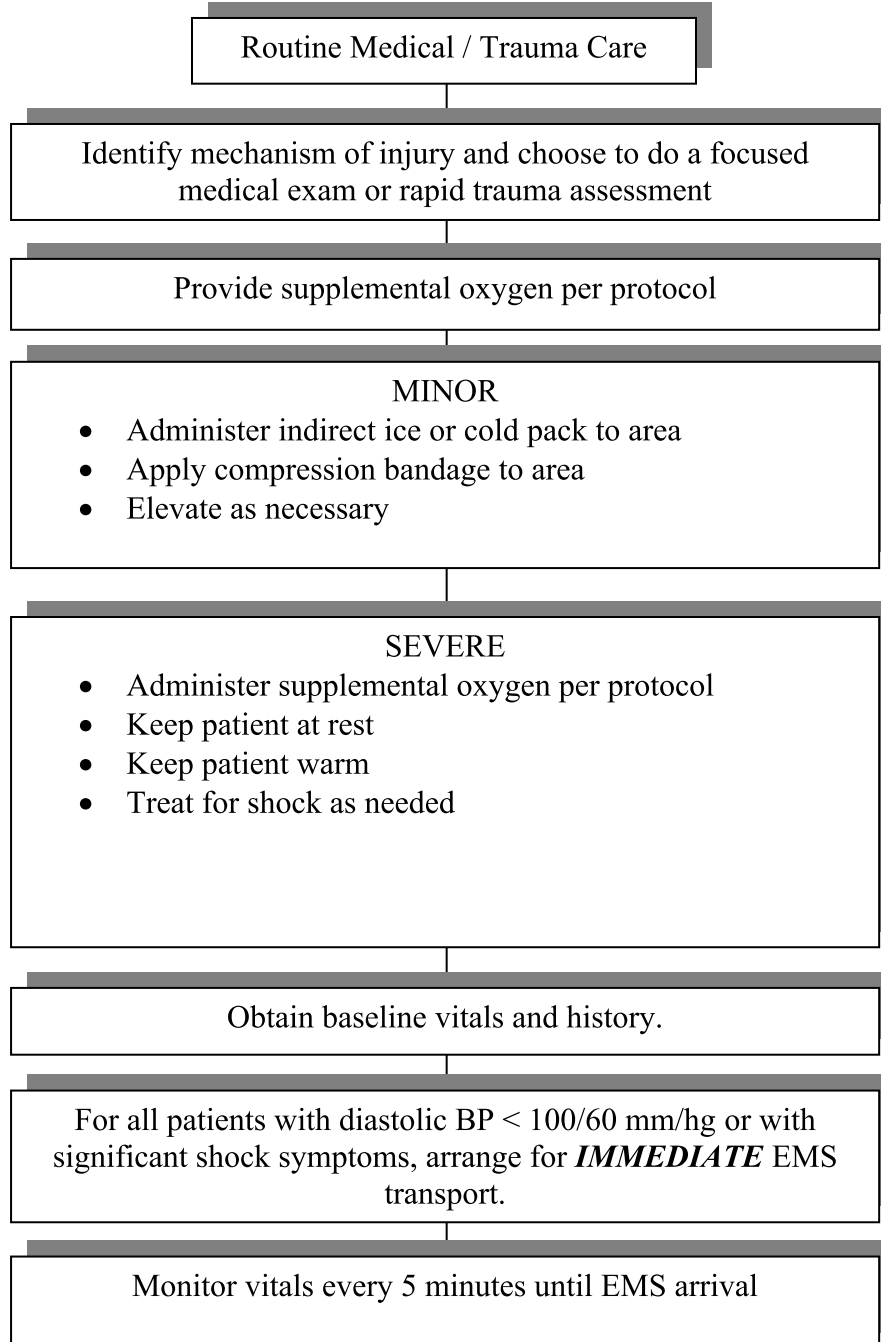 Routine Medical / Trauma Care
Identify mechanism of injury and choose to do a focused
medical exam or rapid trauma assessment
Provide supplemental oxygen per protocol
MINOR
• Administer indirect ice or cold pack to area
• Apply compression bandage to area
• Elevate as necessary
SEVERE
• Administer supplemental oxygen per protocol
• Keep patient at rest
• Keep patient warm
• Treat for shock as needed
Obtain baseline vitals and history.
For all patients with diastolic BP < 100/60 mm/hg or with
significant shock symptoms, arrange for IMMEDIATE EMS
transport.
Monitor vitals every 5 minutes until EMS arrival